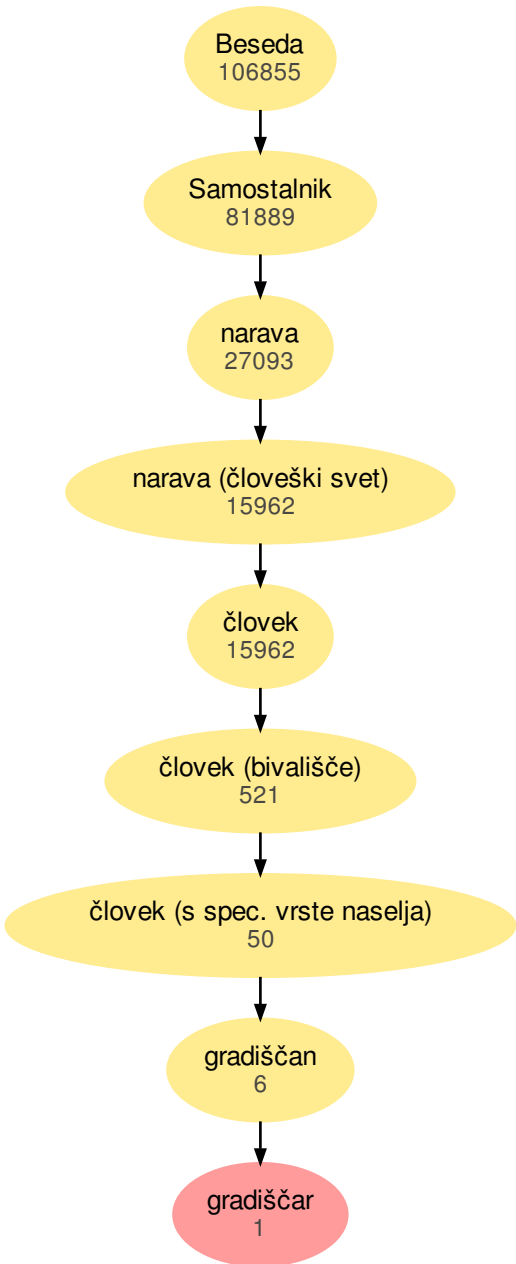 Beseda
106855
Samostalnik
81889
narava
27093
narava (človeški svet)
15962
človek
15962
človek (bivališče)
521
človek (s spec. vrste naselja)
50
gradiščan
6
gradiščar
1